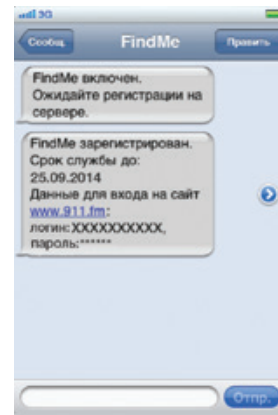 3G
Сообщ.
FindMe
Править
FindMe включен.
Ожидайте регистрации на
сервере.
FindMe зарегистрирован.
Срок службы до:
25.09.2014
Данные для входа на сайт
www.911.fm:
логин:XXXXXXXXXX,
пароль:******
Отпр.